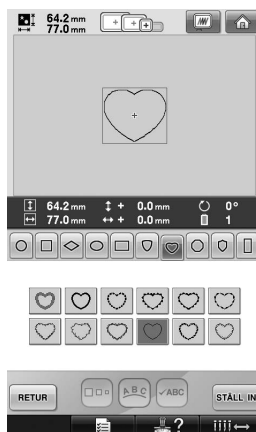 64.2 mm
77.0 mm
64.2 mm + 0.0 mm 0°
77.0 mm + 0.0 mm 1
RETUR ABC ABC STÄLL IN
?